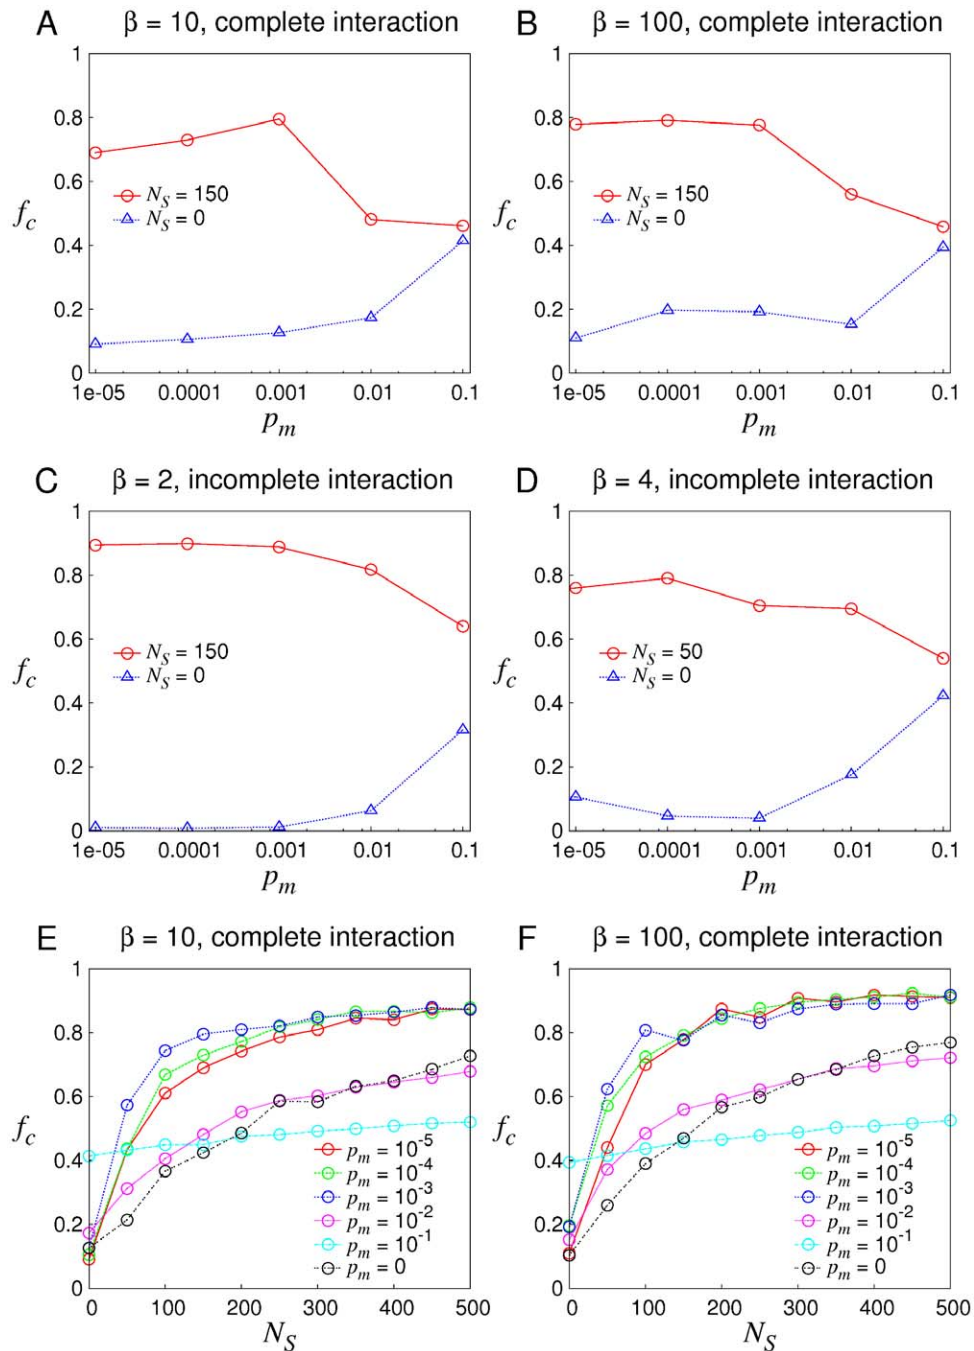 A β = 10, complete interaction
1
0.8
0.6
0.4
0.2
0
f_c
N_S = 150
N_S = 0
1e-05 0.0001 0.001 0.01 0.1
p_m
B β = 100, complete interaction
1
0.8
0.6
0.4
0.2
0
f_c
N_S = 150
N_S = 0
1e-05 0.0001 0.001 0.01 0.1
p_m
C β = 2, incomplete interaction
1
0.8
0.6
0.4
0.2
0
f_c
N_S = 150
N_S = 0
1e-05 0.0001 0.001 0.01 0.1
p_m
D β = 4, incomplete interaction
1
0.8
0.6
0.4
0.2
0
f_c
N_S = 50
N_S = 0
1e-05 0.0001 0.001 0.01 0.1
p_m
E β = 10, complete interaction
1
0.8
0.6
0.4
0.2
0
f_c
p_m = 10^-5
p_m = 10^-4
p_m = 10^-3
p_m = 10^-2
p_m = 10^-1
p_m = 0
0 100 200 300 400 500
N_S
F β = 100, complete interaction
1
0.8
0.6
0.4
0.2
0
f_c
p_m = 10^-5
p_m = 10^-4
p_m = 10^-3
p_m = 10^-2
p_m = 10^-1
p_m = 0
0 100 200 300 400 500
N_S